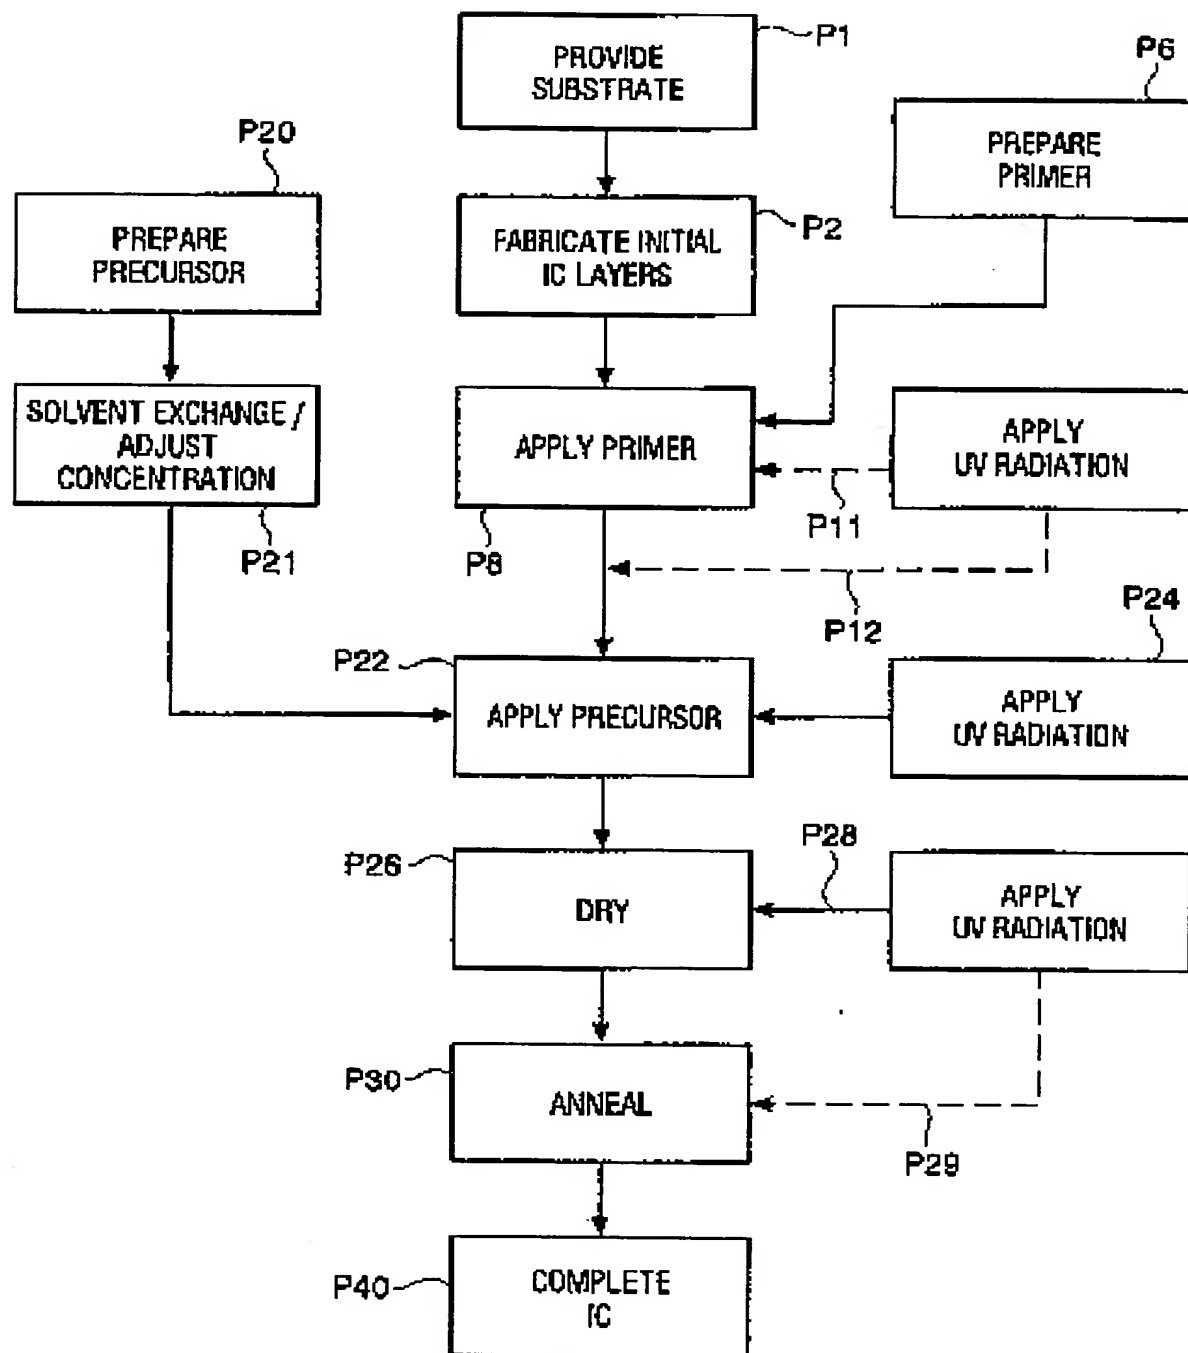 P1
PROVIDE
SUBSTRATE
P6
PREPARE
PRIMER
P20
PREPARE
PRECURSOR
P2
FABRICATE INITIAL
IC LAYERS
SOLVENT EXCHANGE /
ADJUST
CONCENTRATION
P21
APPLY PRIMER
P8
APPLY
UV RADIATION
P11
P12
P22
APPLY PRECURSOR
P24
APPLY
UV RADIATION
P26
DRY
P28
APPLY
UV RADIATION
P30
ANNEAL
P29
P40
COMPLETE
IC